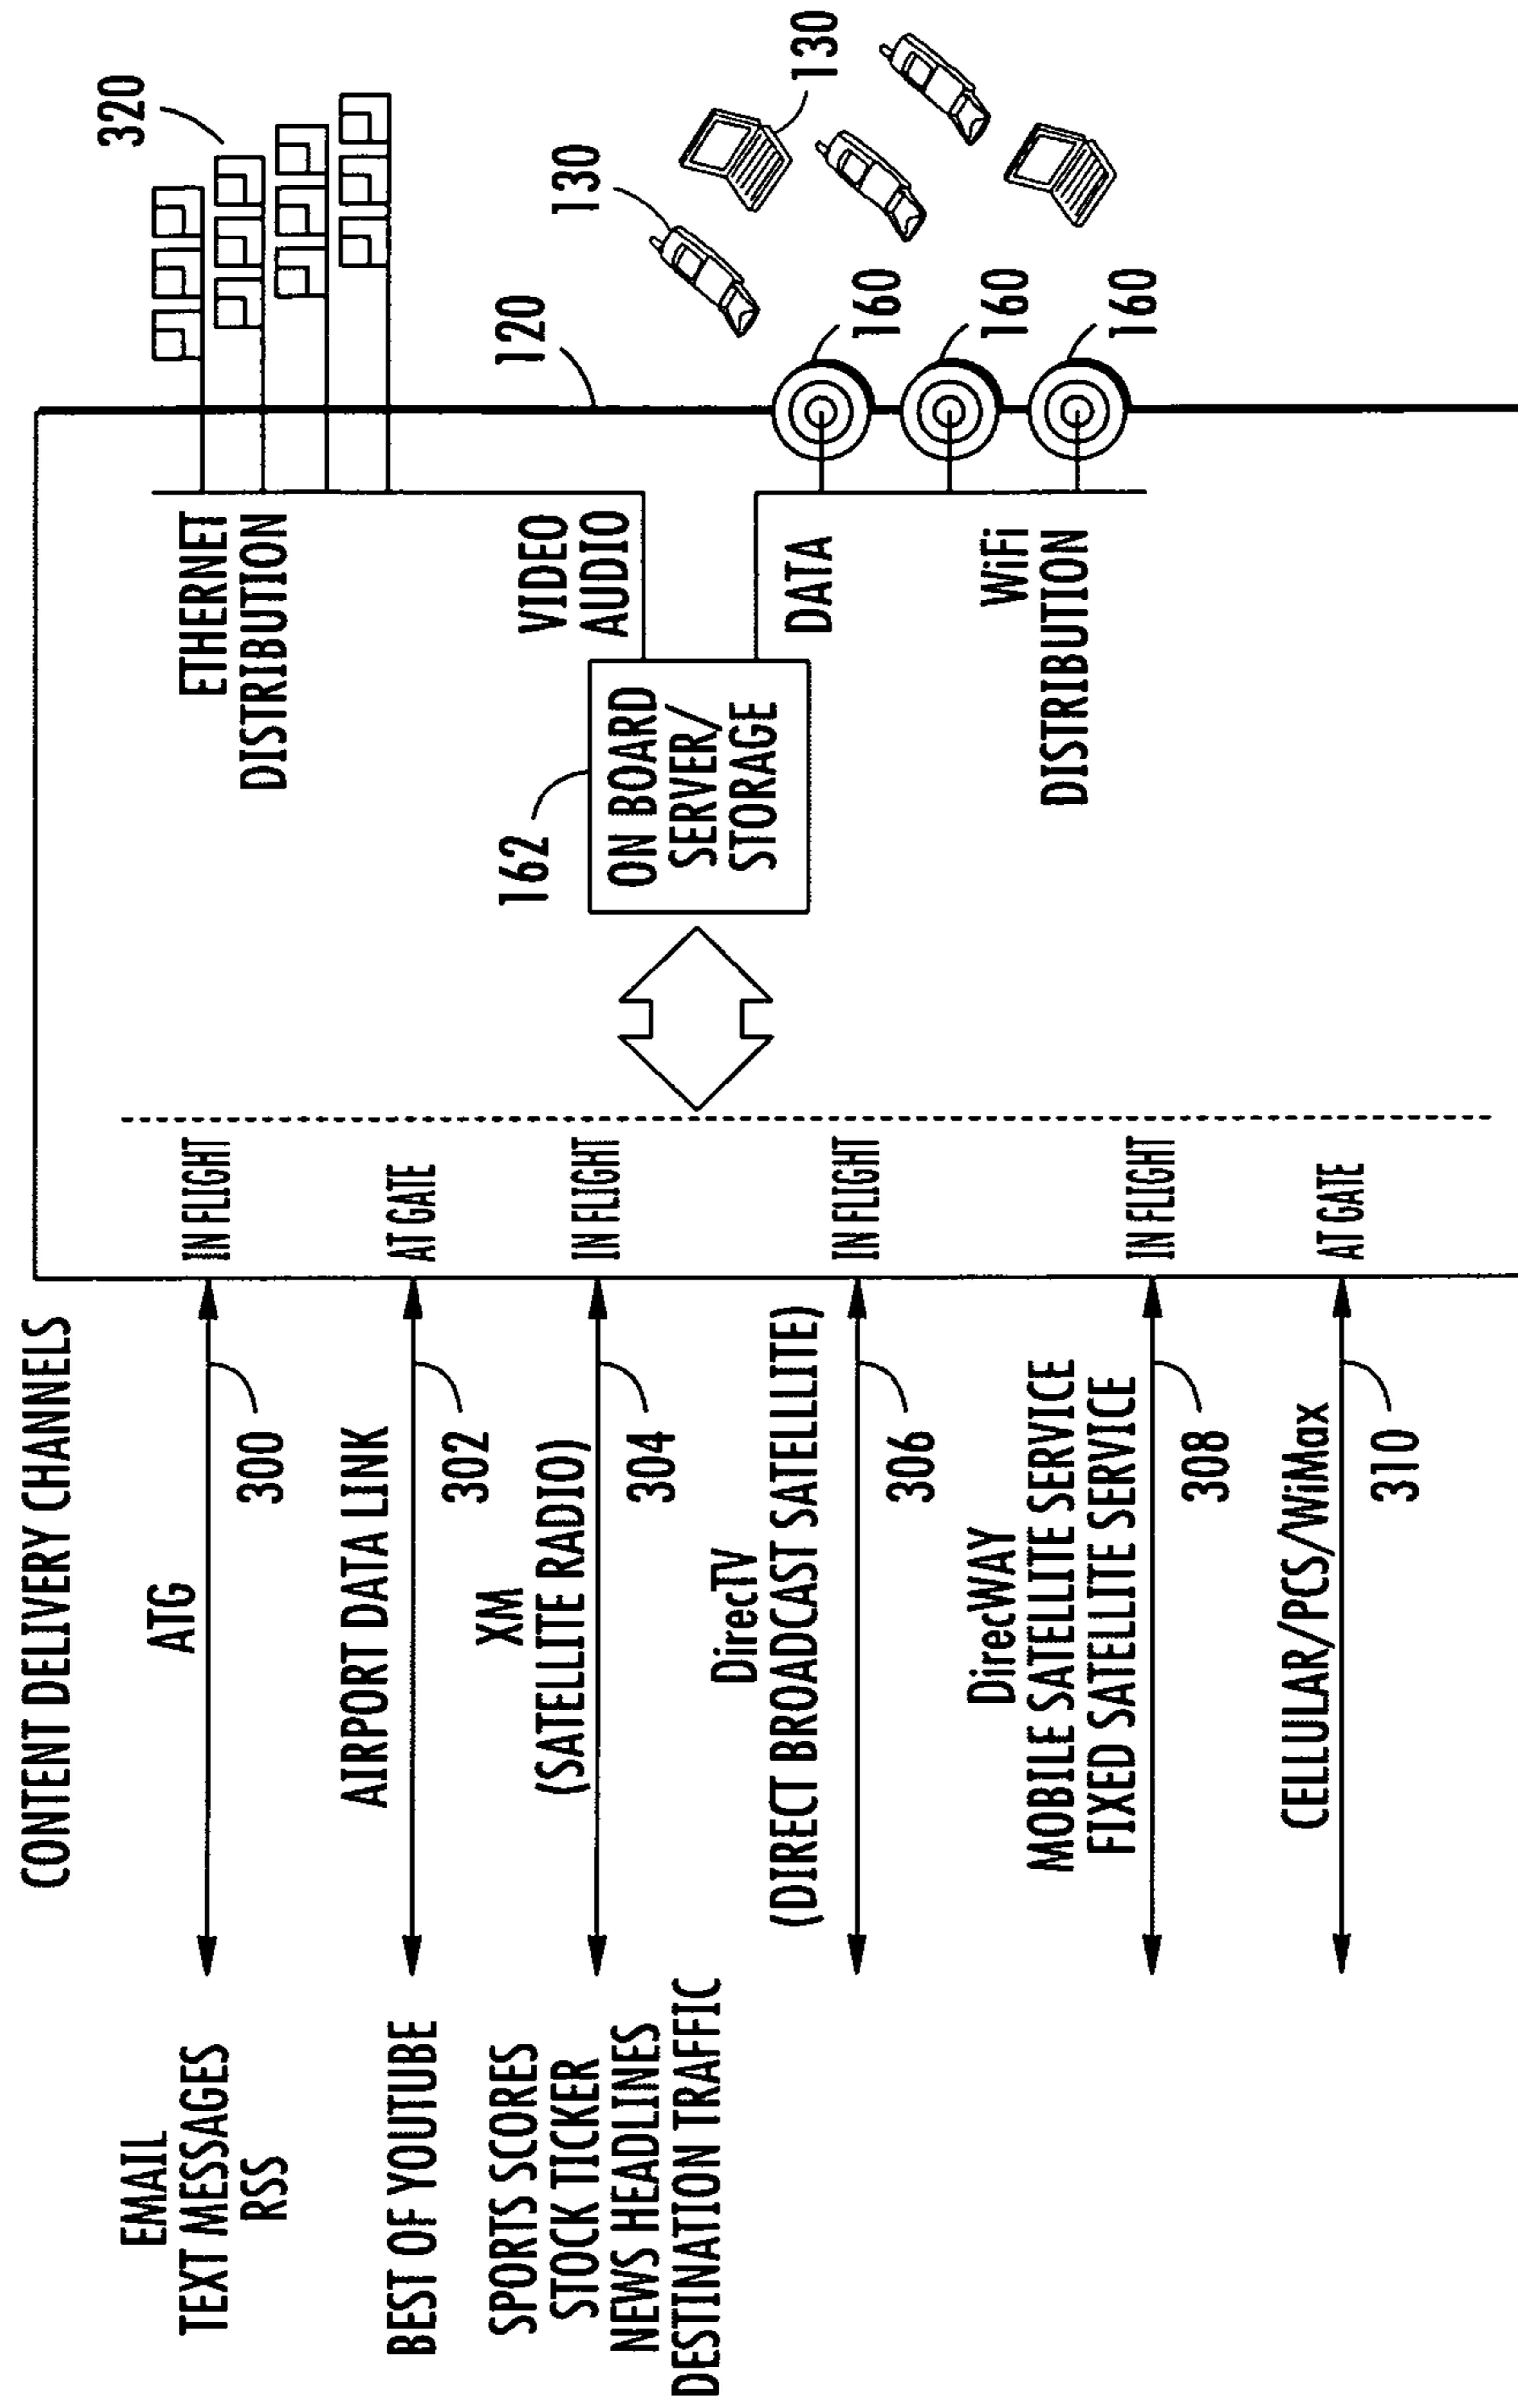 CONTENT DELIVERY CHANNELS
EMAIL
TEXT MESSAGES
RSS
ATG
300
IN FLIGHT
BEST OF YOUTUBE
AIRPORT DATA LINK
302
AT GATE
SPORTS SCORES
STOCK TICKER
NEWS HEADLINES
DESTINATION TRAFFIC
XM
(SATELLITE RADIO)
304
IN FLIGHT
DirecTV
(DIRECT BROADCAST SATELLITE)
306
IN FLIGHT
DirecWAY
MOBILE SATELLITE SERVICE
FIXED SATELLITE SERVICE
308
IN FLIGHT
CELLULAR/PCS/WiMax
310
AT GATE
162
ON BOARD
SERVER/
STORAGE
ETHERNET
DISTRIBUTION
VIDEO
AUDIO
DATA
WiFi
DISTRIBUTION
320
120
130
130
160
160
160